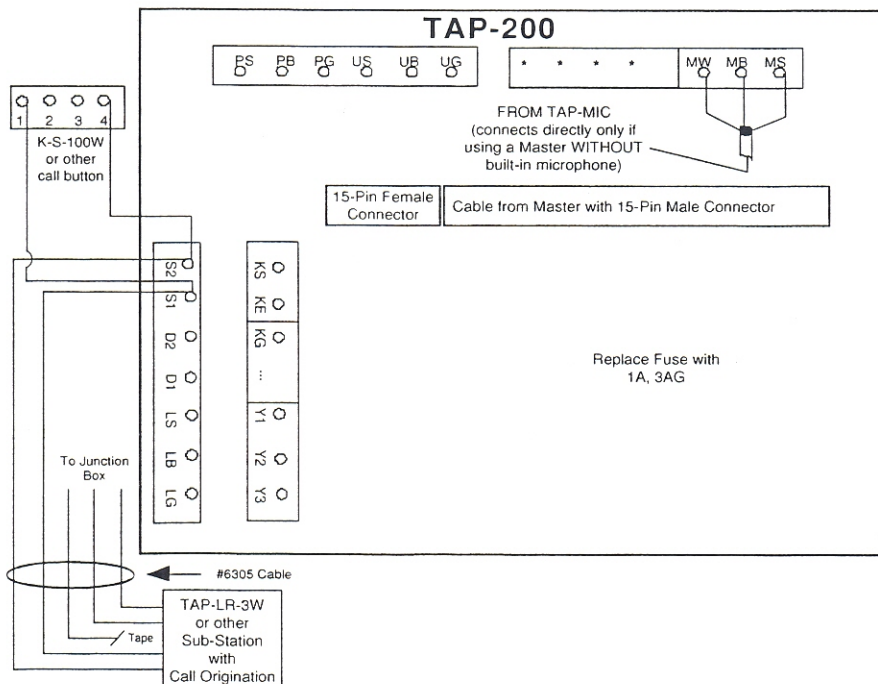 TAP-200
PS PB PG US UB UG
* * * * MW MB MS
1 2 3 4
K-S-100W
or other
call button
FROM TAP-MIC
(connects directly only if
using a Master WITHOUT
built-in microphone)
15-Pin Female
Connector
Cable from Master with 15-Pin Male Connector
S2
S1
D2
D1
LS
LB
LG
KS
KE
KG
...
Y1
Y2
Y3
Replace Fuse with
1A, 3AG
To Junction
Box
#6305 Cable
Tape
TAP-LR-3W
or other
Sub-Station
with
Call Origination